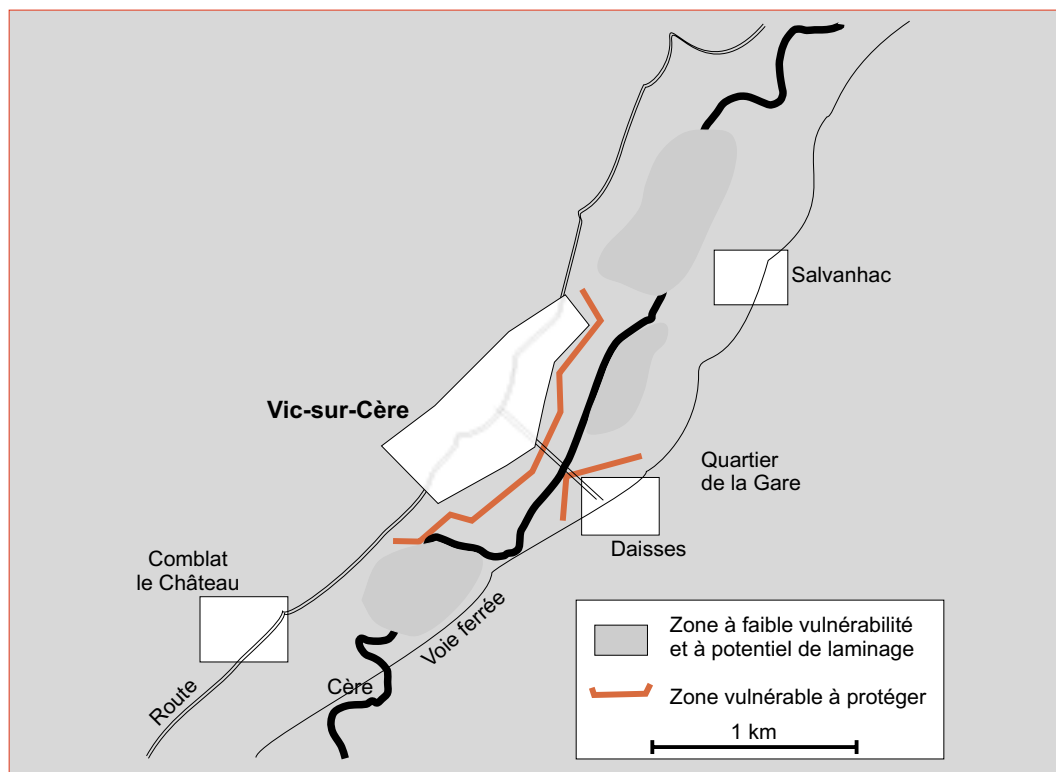 Salvanhac
Vic-sur-Cère
Quartier
de la Gare
Daisses
Comblat
le Château
Voie ferrée
Cère
Route
Zone à faible vulnérabilité
et à potentiel de laminage
Zone vulnérable à protéger
1 km